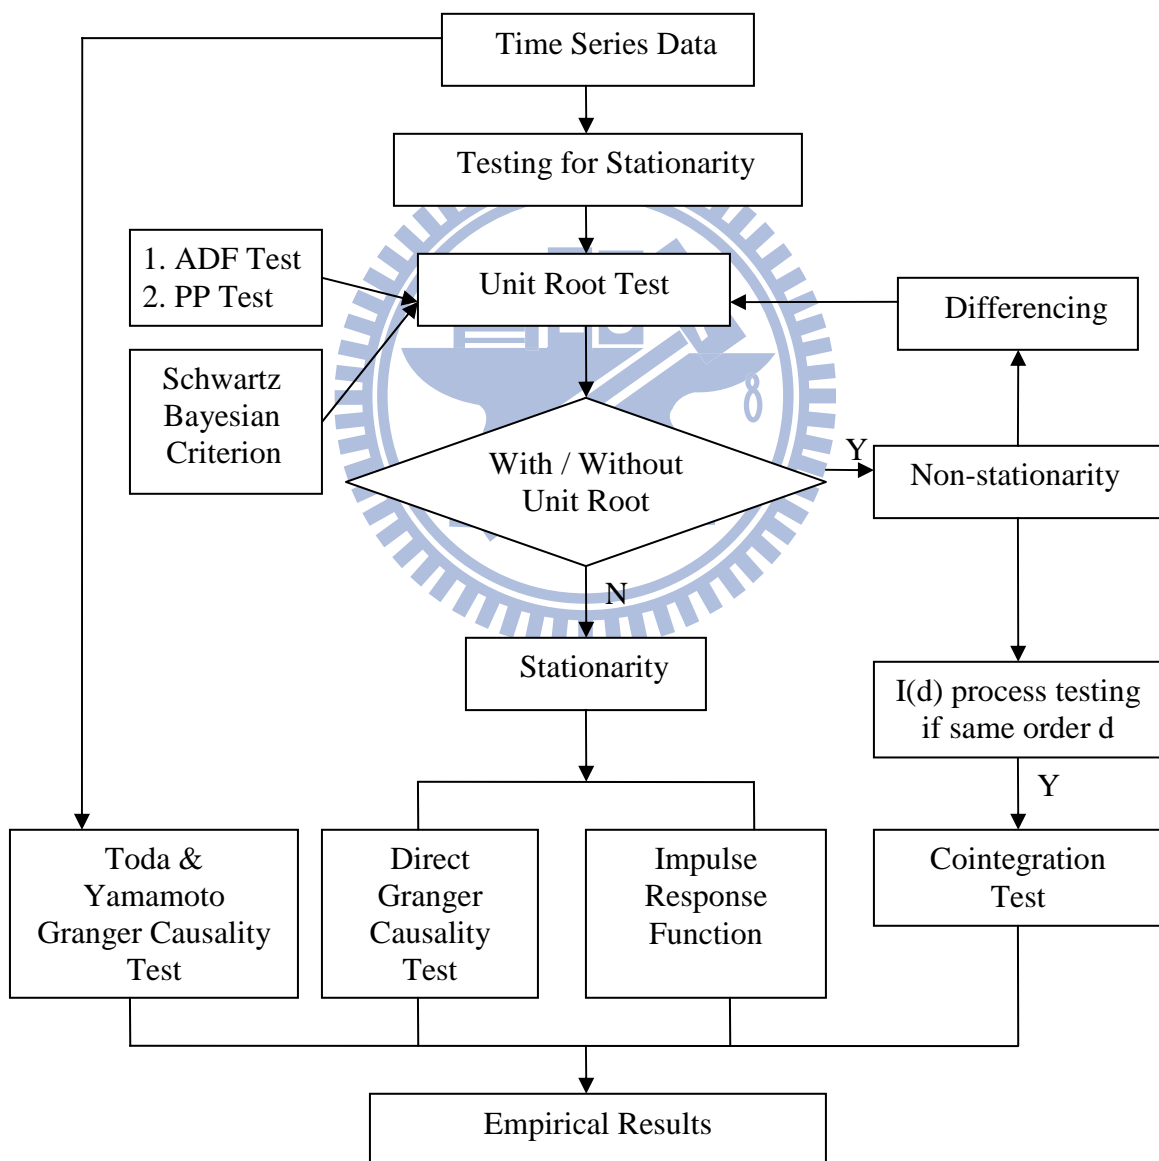 Time Series Data
Testing for Stationarity
1. ADF Test
2. PP Test
Unit Root Test
Differencing
Schwartz
Bayesian
Criterion
With / Without
Unit Root
Y
Non-stationarity
N
Stationarity
I(d) process testing
if same order d
Y
Toda &
Yamamoto
Granger Causality
Test
Direct
Granger
Causality
Test
Impulse
Response
Function
Cointegration
Test
Empirical Results